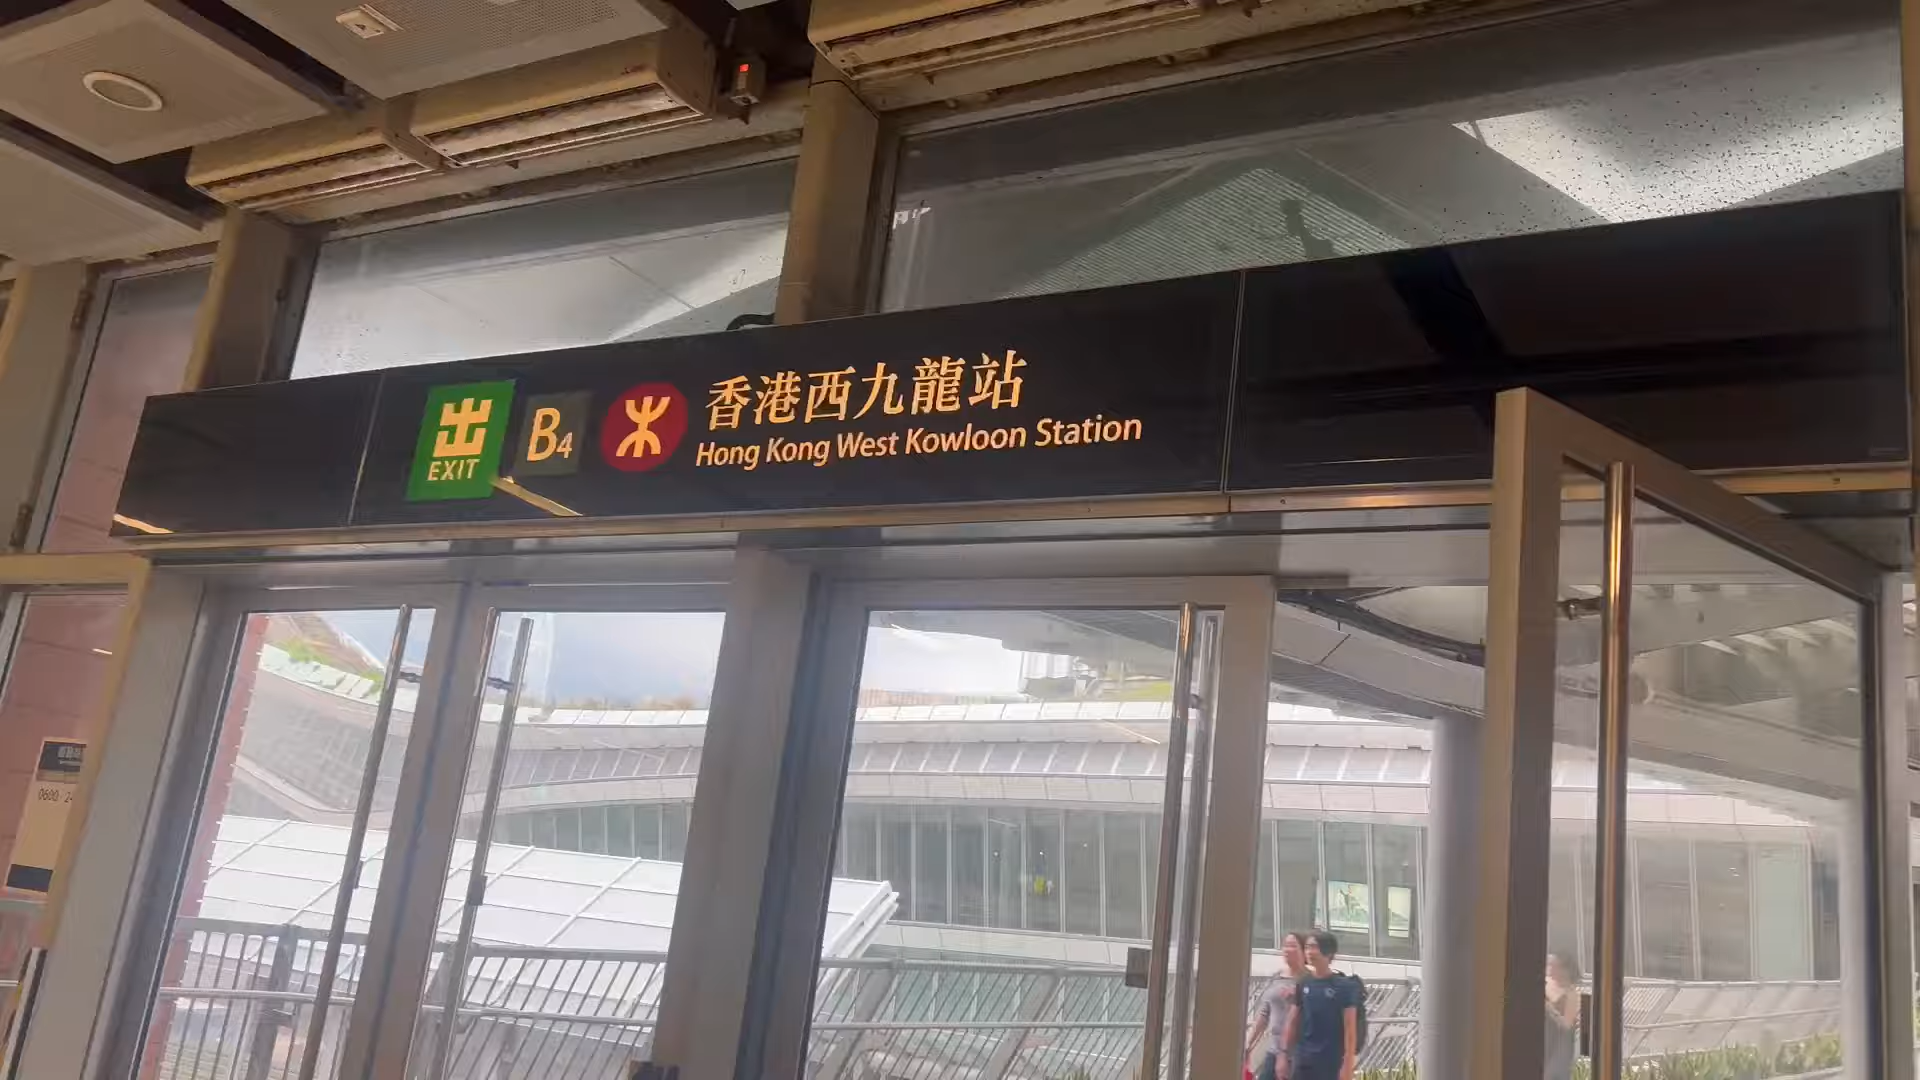 出
EXIT
B4
香港西九龍站
Hong Kong West Kowloon Station